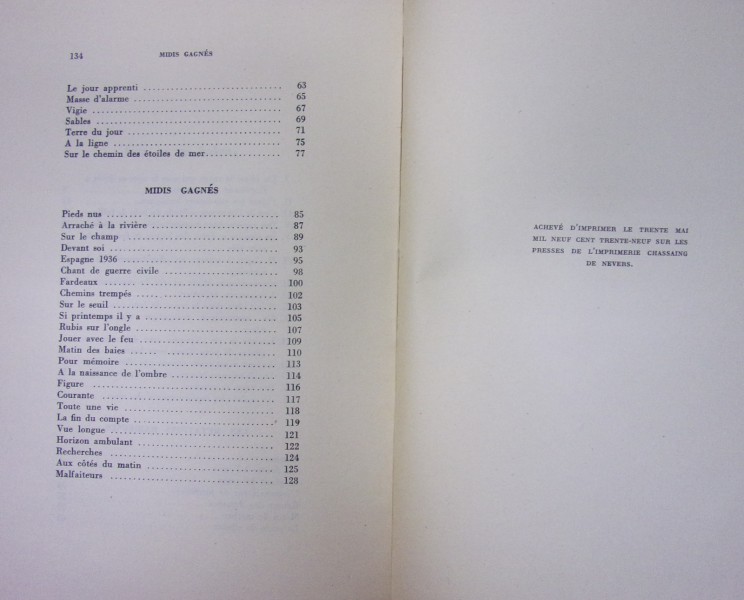 134 MIDIS GAGNÉS
Le jour apprenti ........................ 63
Masse d'alarme ........................ 65
Vigie ........................ 67
Sables ........................ 69
Terre du jour ........................ 71
A la ligne ........................ 75
Sur le chemin des étoiles de mer............... 77
MIDIS GAGNÉS
Pieds nus ........................ 85
Arraché à la rivière ........................ 87
Sur le champ ........................ 89
Devant soi ........................ 93
Espagne 1936 ........................ 95
Chant de guerre civile ........................ 98
Fardeaux ........................ 100
Chemins trempés ........................ 102
Sur le seuil ........................ 103
Si printemps il y a ........................ 105
Rubis sur l'ongle ........................ 107
Jouer avec le feu ........................ 109
Matin des baies ........................ 110
Pour mémoire ........................ 113
A la naissance de l'ombre ........................ 114
Figure ........................ 116
Courante ........................ 117
Toute une vie ........................ 118
La fin du compte ........................ 119
Vue longue ........................ 121
Horizon ambulant ........................ 122
Recherches ........................ 124
Aux côtés du matin ........................ 125
Malfaiteurs ........................ 128
ACHEVÉ D'IMPRIMER LE TRENTE MAI
MIL NEUF CENT TRENTE-NEUF SUR LES
PRESSES DE L'IMPRIMERIE CHASSAING
DE NEVERS.